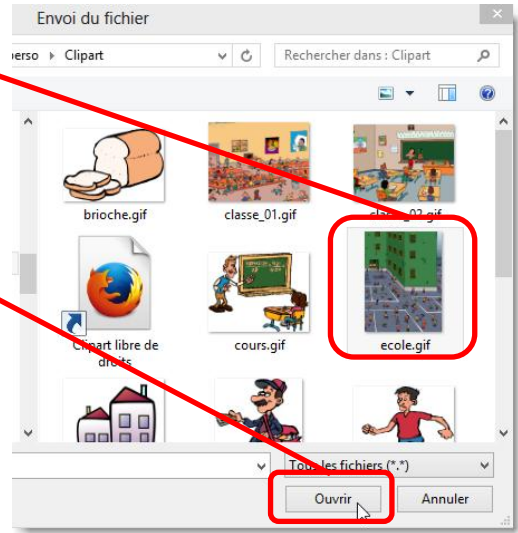 Envoi du fichier
perso ▸ Clipart
Rechercher dans : Clipart
brioche.gif
classe_01.gif
classe_02.gif
Clipart libre de
droits
cours.gif
ecole.gif
Tous les fichiers (*.*)
Ouvrir
Annuler